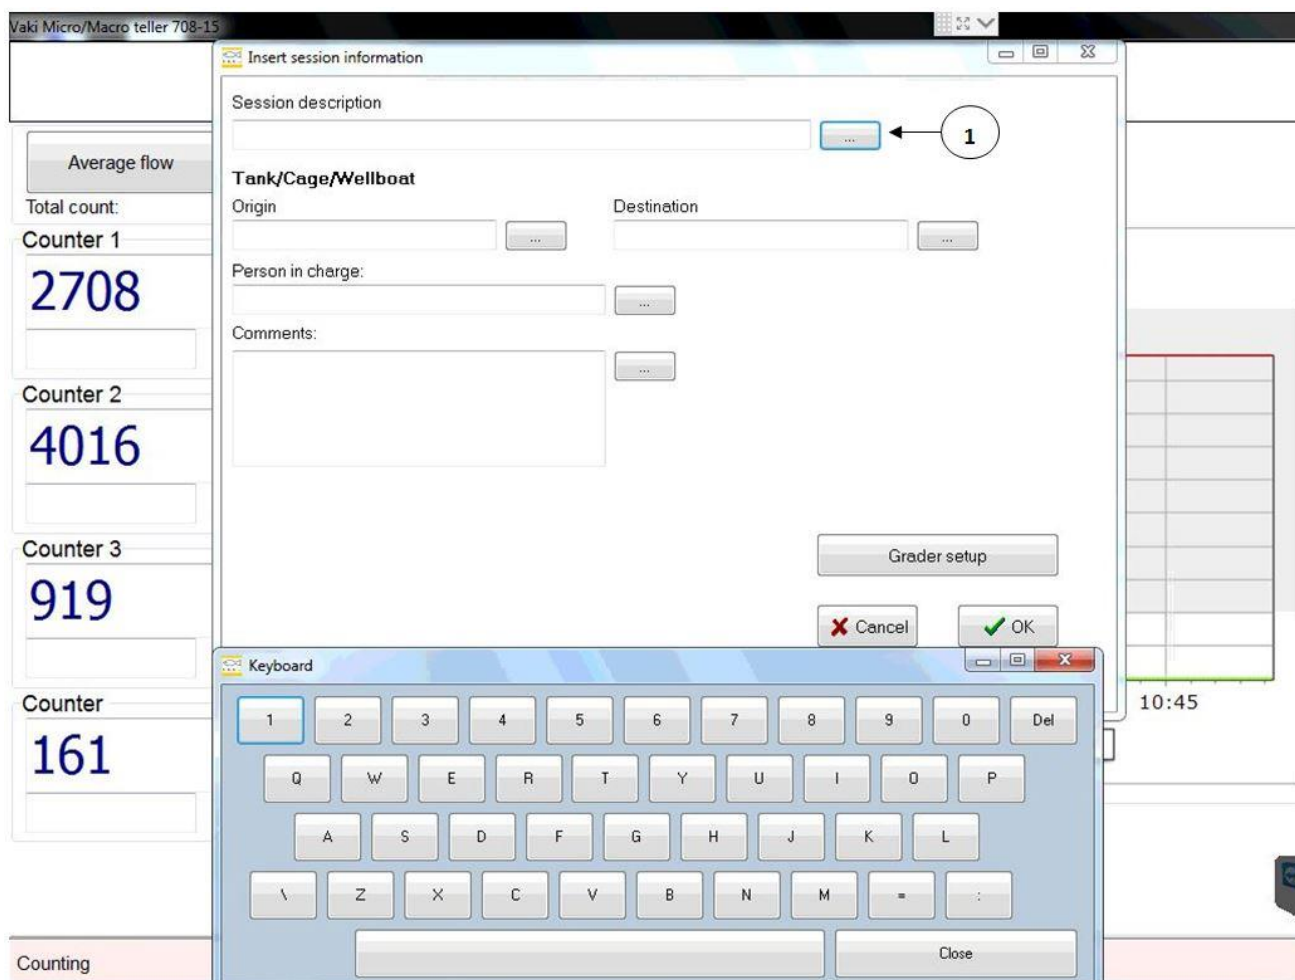 Vaki Micro/Macro teller 708-15
Insert session information
Session description
...
1
Tank/Cage/Wellboat
Origin
Destination
...
...
Person in charge:
...
Comments:
...
Grader setup
Cancel
OK
Average flow
Total count:
Counter 1
2708
Counter 2
4016
Counter 3
919
Counter
161
10:45
Keyboard
1 2 3 4 5 6 7 8 9 0 Del
Q W E R T Y U I O P
A S D F G H J K L
\ Z X C V B N M = :
Close
Counting